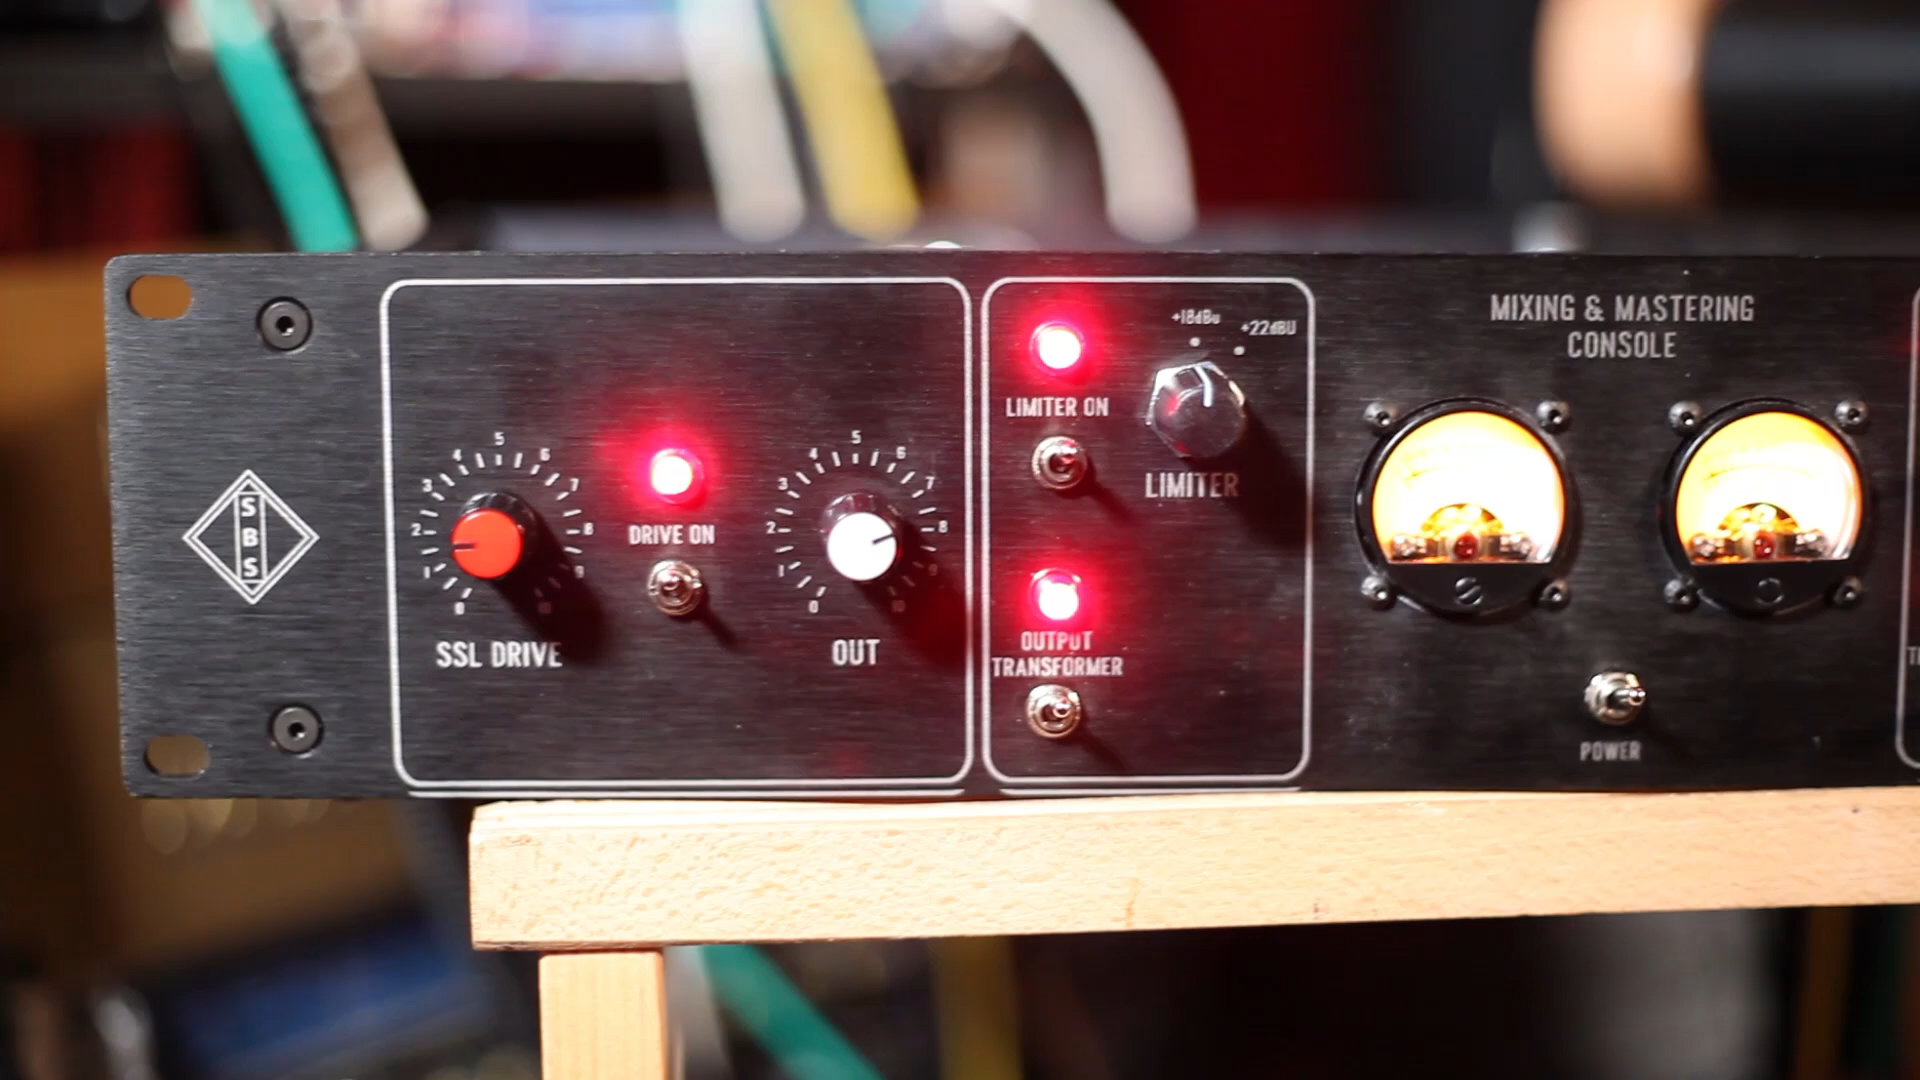 S
B
S
0
1
2
3
4
5
6
7
8
9
10
SSL DRIVE
DRIVE ON
0
1
2
3
4
5
6
7
8
9
10
OUT
LIMITER ON
+18dBu
+22dBU
LIMITER
OUTPUT
TRANSFORMER
MIXING & MASTERING
CONSOLE
POWER